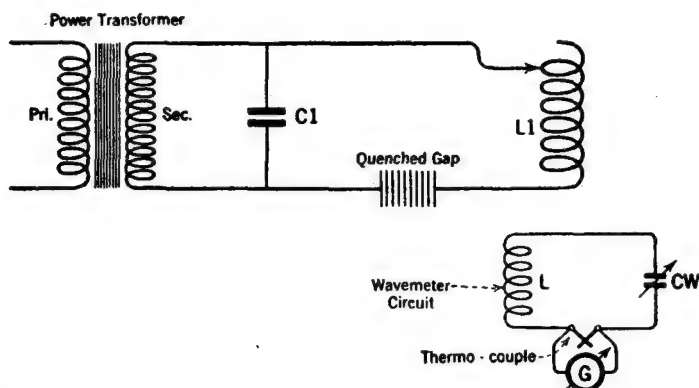 Power Transformer
Pri.
Sec.
C1
L1
Quenched Gap
Wavemeter
Circuit
L
CW
Thermo-couple
G